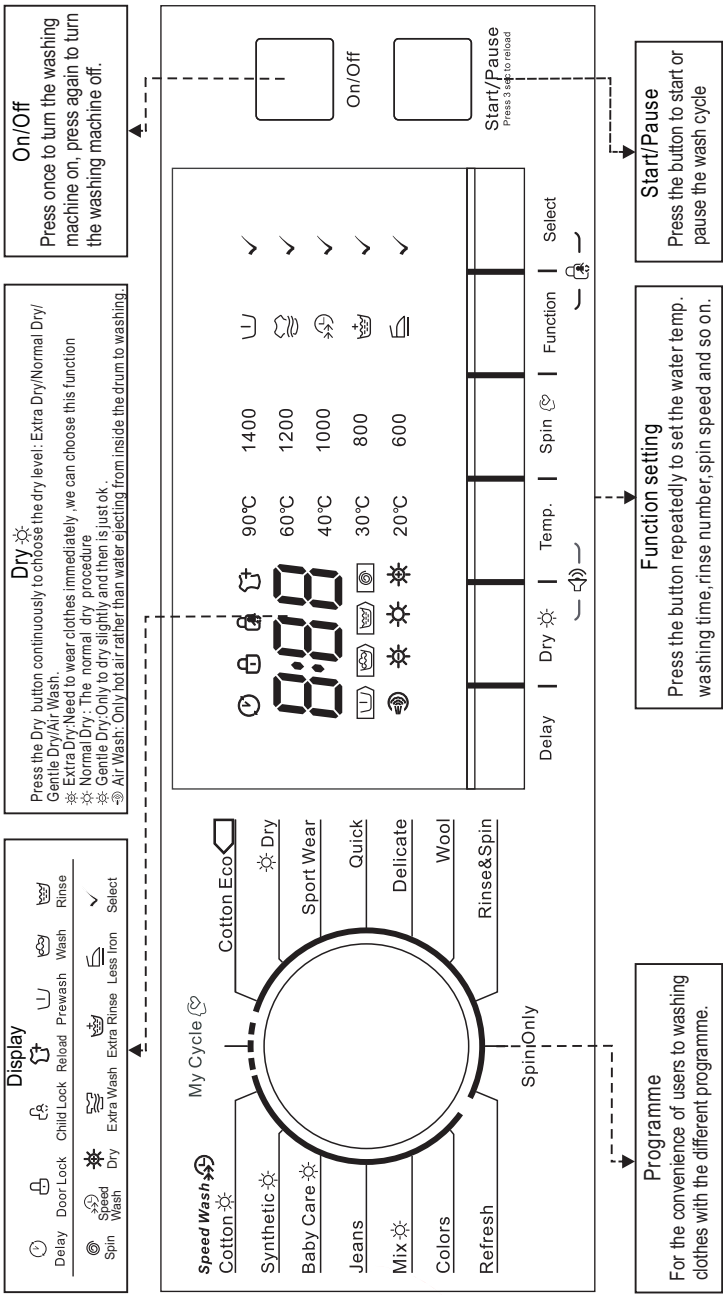 Display
Delay Door Lock Child Lock Reload Prewash Wash Rinse
Spin Speed Wash Dry Extra Wash Extra Rinse Less Iron Select
Dry
Press the Dry button continuously to choose the dry level: Extra Dry/Normal Dry/
Gentle Dry/Air Wash.
Extra Dry:Need to wear clothes immediately ,we can choose this function
Normal Dry : The normal dry procedure
Gentle Dry:Only to dry slightly and then is just ok .
Air Wash: Only hot air rather than water ejecting from inside the drum to washing.
On/Off
Press once to turn the washing
machine on, press again to turn
the washing machine off.
Speed Wash
Cotton
Synthetic
Baby Care
Jeans
Mix
Colors
Refresh
My Cycle
Spin Only
Cotton Eco
Dry
Sport Wear
Quick
Delicate
Wool
Rinse&Spin
88:8
90°C 1400
60°C 1200
40°C 1000
30°C 800
20°C 600
Delay Dry Temp. Spin Function Select
On/Off
Start/Pause
Press 3 sec to reload
Programme
For the convenience of users to washing
clothes with the different programme.
Function setting
Press the button repeatedly to set the water temp.
washing time,rinse number,spin speed and so on.
Start/Pause
Press the button to start or
pause the wash cycle